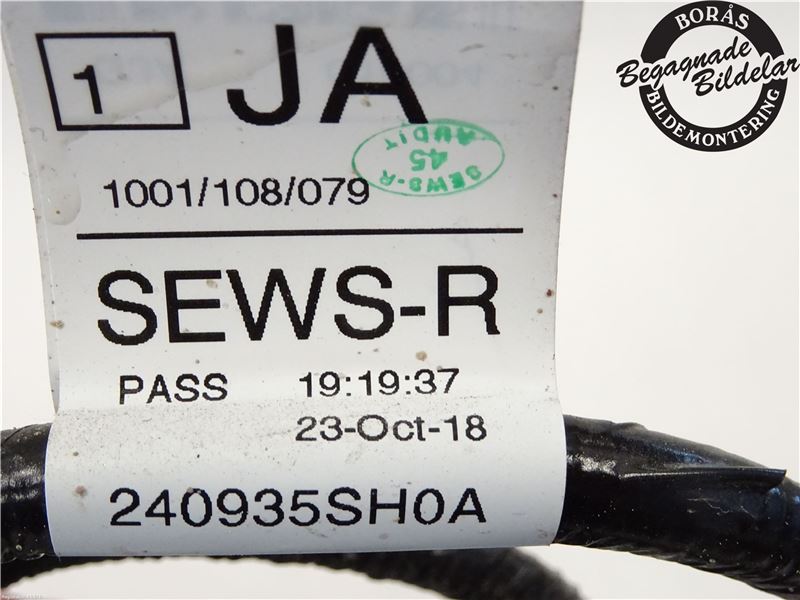 1 JA
SEWS-R
45
AUDIT
1001/108/079
SEWS-R
PASS 19:19:37
23-Oct-18
240935SH0A
BORÅS
Begagnade
Bildelar
BILDEMONTERING